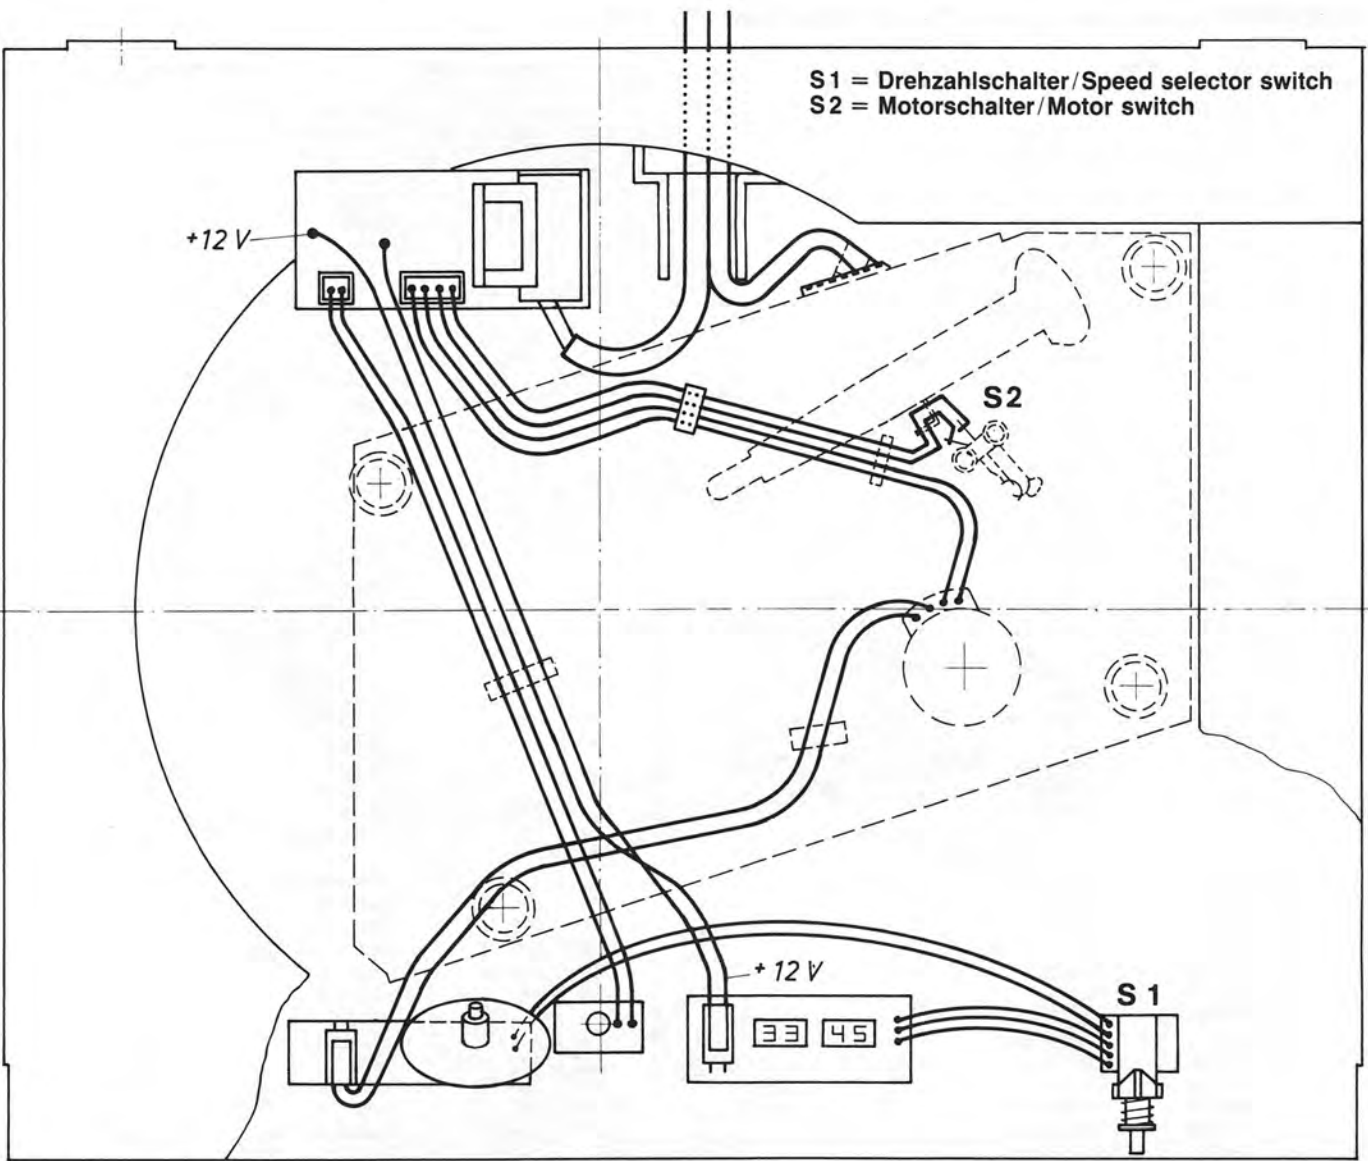 S1 = Drehzahlschalter/Speed selector switch
S2 = Motorschalter/Motor switch
+12 V
S2
+ 12 V
S1
33 45